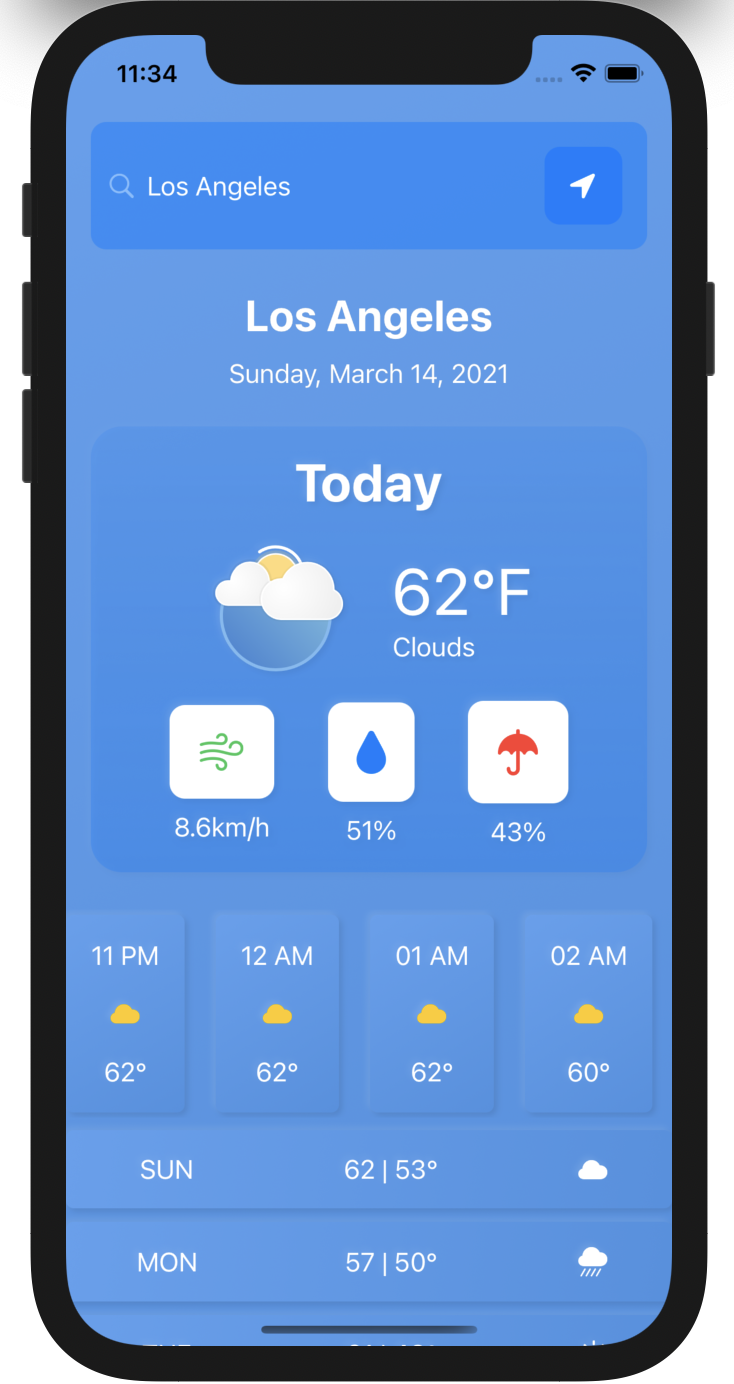 11:34
Los Angeles
Los Angeles
Sunday, March 14, 2021
Today
62°F
Clouds
8.6km/h 51% 43%
11 PM 12 AM 01 AM 02 AM
62° 62° 62° 60°
SUN 62 | 53°
MON 57 | 50°